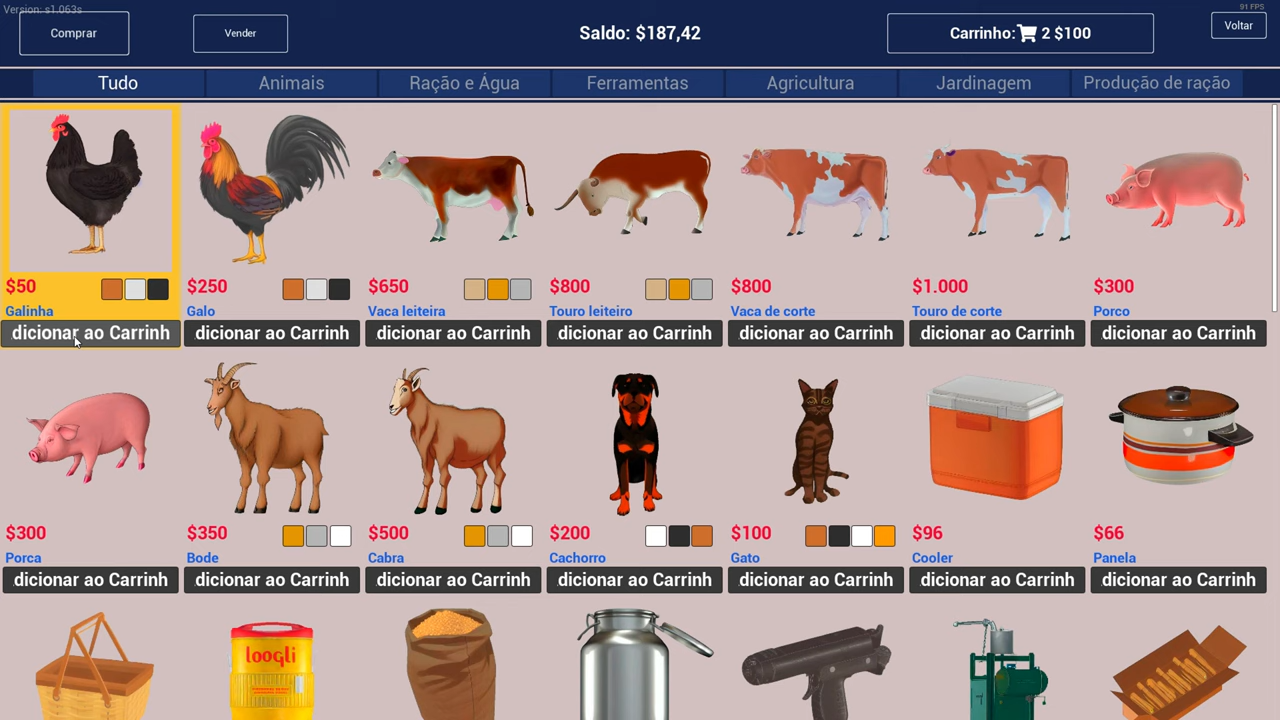 Version: s1.063s
91 FPS
Comprar
Vender
Saldo: $187,42
Carrinho: 2 $100
Voltar
Tudo
Animais
Ração e Água
Ferramentas
Agricultura
Jardinagem
Produção de ração
$50
$250
$650
$800
$800
$1.000
$300
Galinha
Galo
Vaca leiteira
Touro leiteiro
Vaca de corte
Touro de corte
Porco
dicionar ao Carrinh
dicionar ao Carrinh
dicionar ao Carrinh
dicionar ao Carrinh
dicionar ao Carrinh
dicionar ao Carrinh
dicionar ao Carrinh
$300
$350
$500
$200
$100
$96
$66
Porca
Bode
Cabra
Cachorro
Gato
Cooler
Panela
dicionar ao Carrinh
dicionar ao Carrinh
dicionar ao Carrinh
dicionar ao Carrinh
dicionar ao Carrinh
dicionar ao Carrinh
dicionar ao Carrinh
looqli